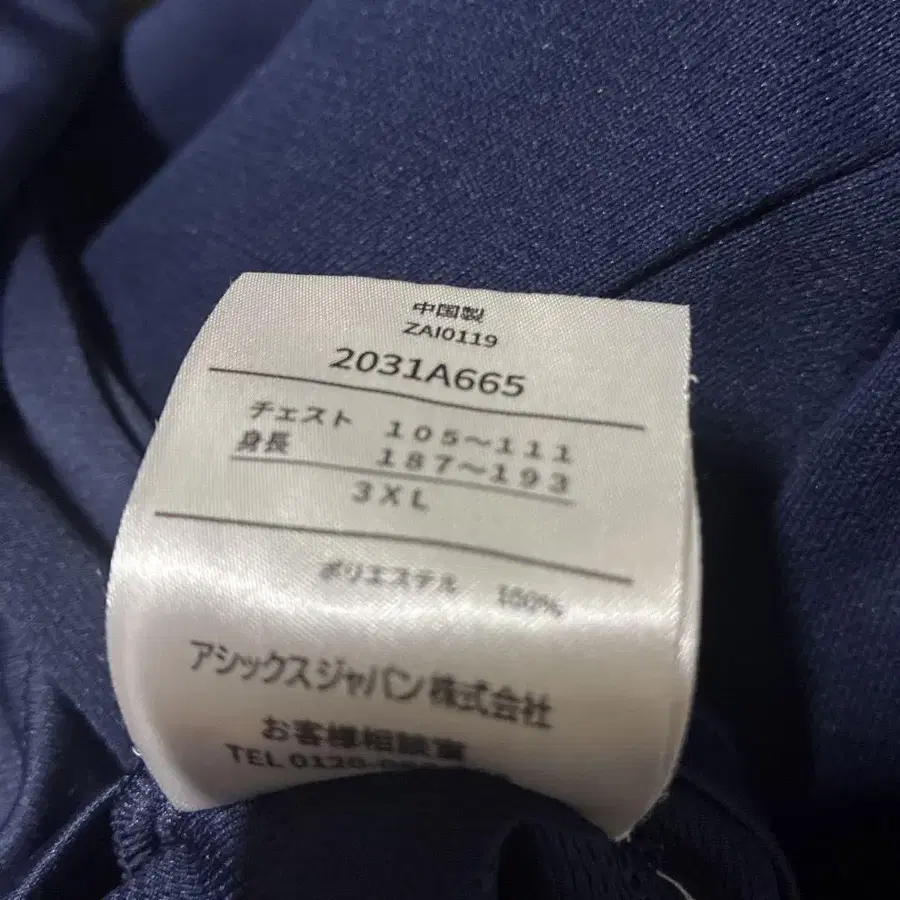 中国製
ZAI0119
2031A665
チェスト 105～111
身長 187～193
3XL
ポリエステル 100%
アシックスジャパン株式会社
お客様相談室
TEL 0120-